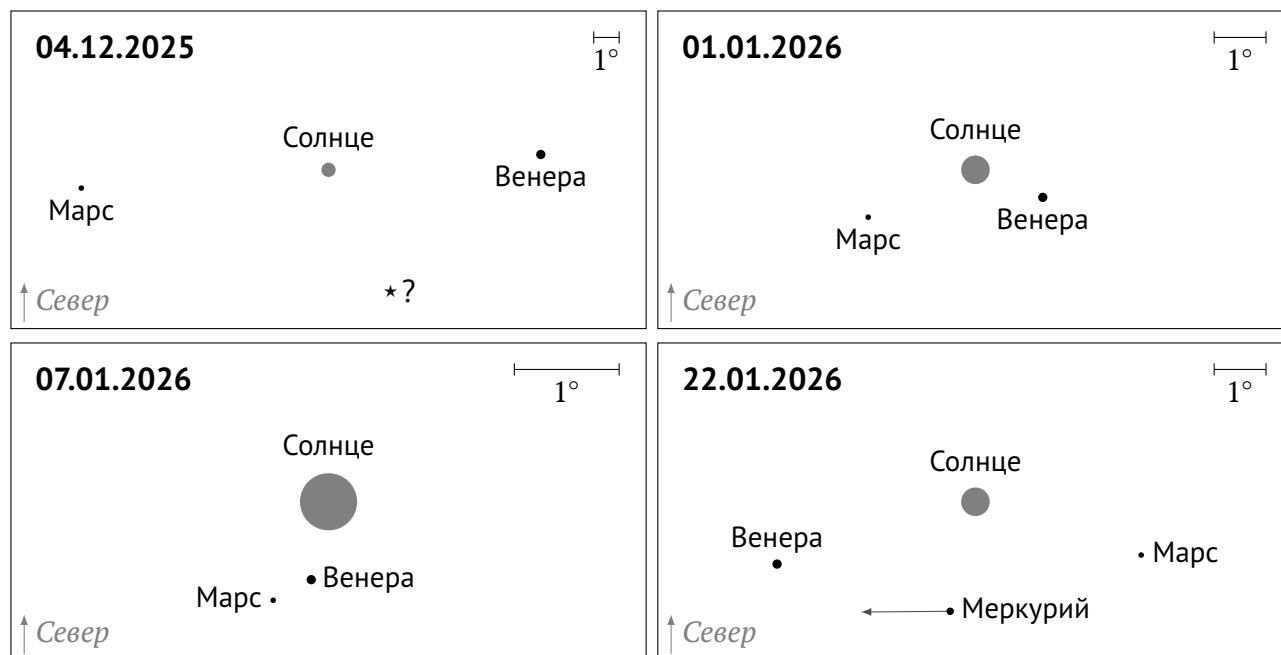 04.12.2025
1°
Солнце
Венера
Марс
?
Север
01.01.2026
1°
Солнце
Венера
Марс
Север
07.01.2026
1°
Солнце
Венера
Марс
Север
22.01.2026
1°
Солнце
Венера
Марс
Меркурий
Север